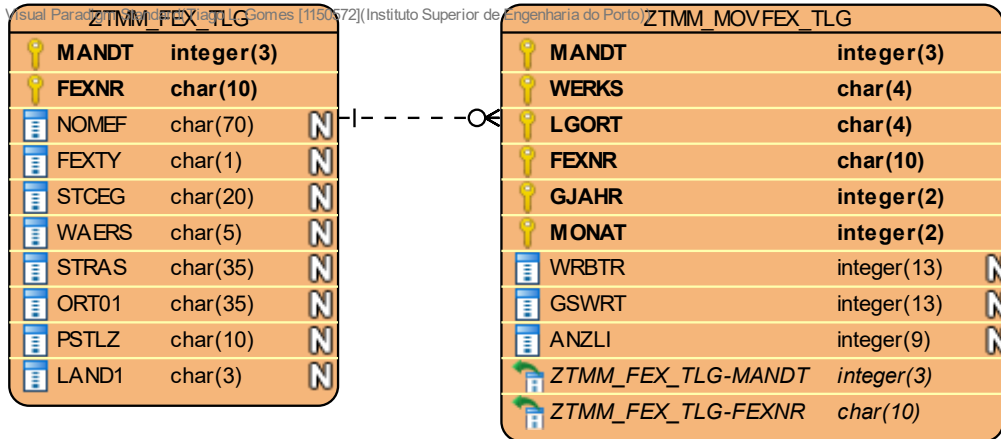 Visual Paradigm Standard(Tiago L. Gomes [1150572](Instituto Superior de Engenharia do Porto))
ZTMM_FEX_TLG
MANDT integer(3)
FEXNR char(10)
NOMEF char(70) N
FEXTY char(1) N
STCEG char(20) N
WAERS char(5) N
STRAS char(35) N
ORT01 char(35) N
PSTLZ char(10) N
LAND1 char(3) N
ZTMM_MOVFEX_TLG
MANDT integer(3)
WERKS char(4)
LGORT char(4)
FEXNR char(10)
GJAHR integer(2)
MONAT integer(2)
WRBTR integer(13) N
GSWRT integer(13) N
ANZLI integer(9) N
ZTMM_FEX_TLG-MANDT integer(3)
ZTMM_FEX_TLG-FEXNR char(10)